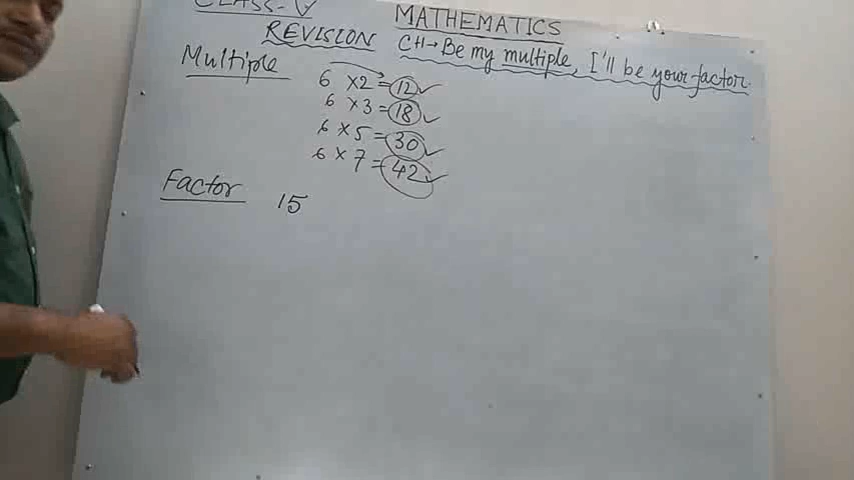 CLASS-V
MATHEMATICS
REVISION
CH→ Be my multiple, I'll be your factor.
Multiple
6 ×2 = 12 ✓
6 ×3 = 18 ✓
6 × 5 = 30 ✓
6 × 7 = 42 ✓
Factor 15